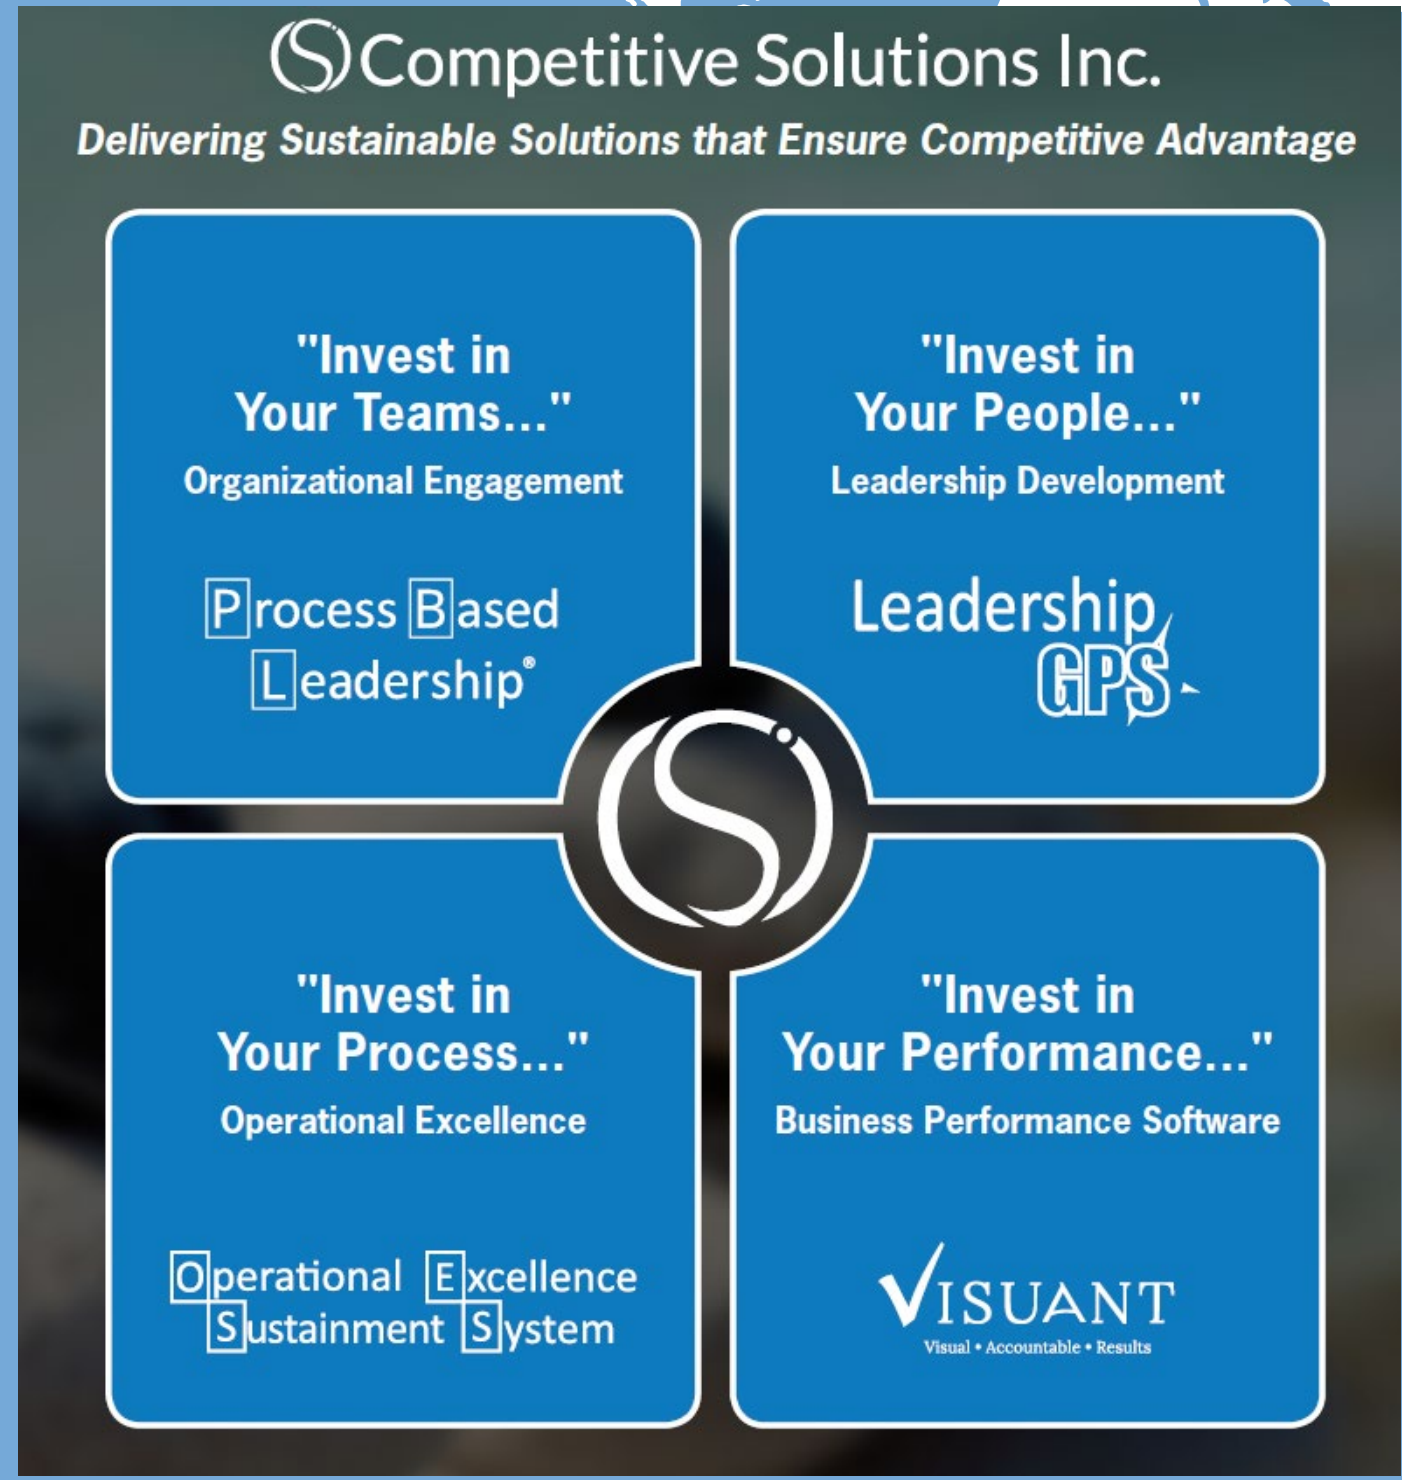 Competitive Solutions Inc.
Delivering Sustainable Solutions that Ensure Competitive Advantage
"Invest in
Your Teams..."
Organizational Engagement
Process Based
Leadership®
"Invest in
Your People..."
Leadership Development
Leadership
GPS
"Invest in
Your Process..."
Operational Excellence
Operational Excellence
Sustainment System
"Invest in
Your Performance..."
Business Performance Software
VISUANT
Visual • Accountable • Results